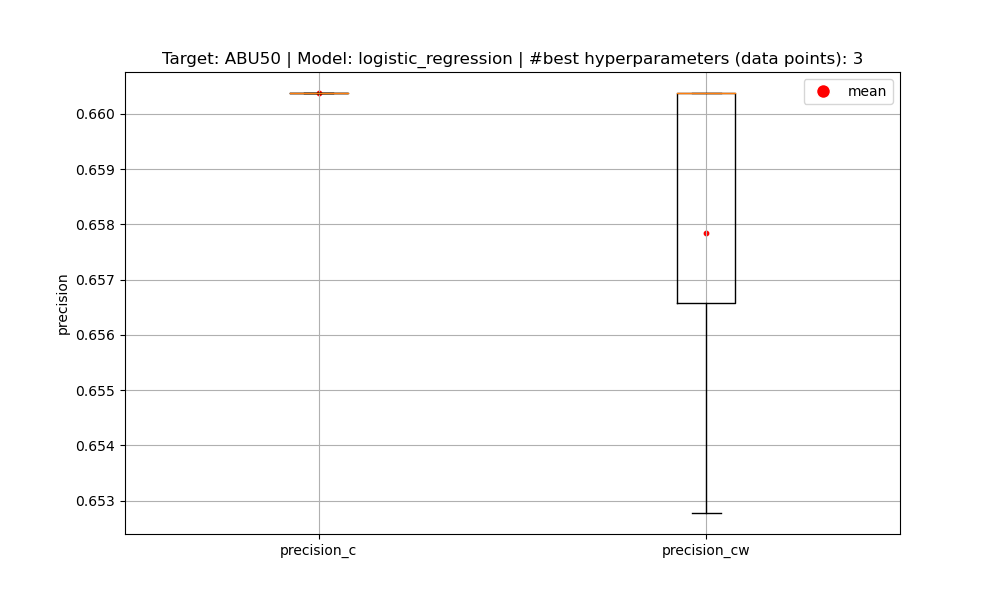 Target: ABU50 | Model: logistic_regression | #best hyperparameters (data points): 3
mean
0.660
0.659
0.658
0.657
0.656
0.655
0.654
0.653
precision
precision_c
precision_cw